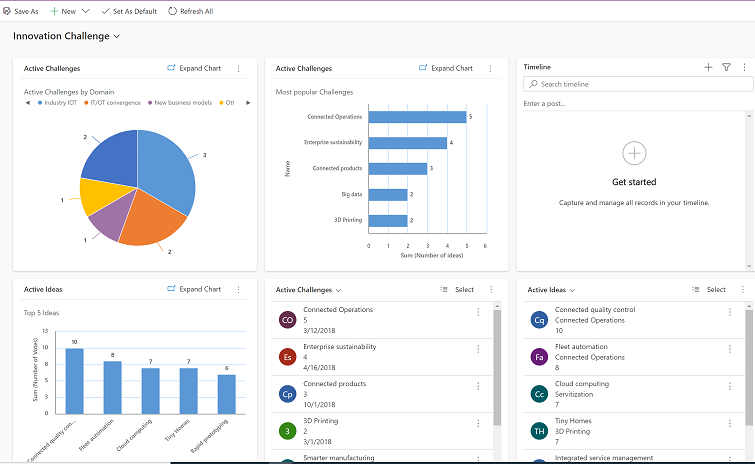 Save As
New
Set As Default
Refresh All
Innovation Challenge
Active Challenges
Expand Chart
Active Challenges by Domain
Industry IOT
IT/OT convergence
New business models
Otl
3
2
1
1
2
Active Challenges
Expand Chart
Most popular Challenges
Name
Connected Operations
5
Enterprise sustainability
4
Connected products
3
Big data
2
3D Printing
2
0 1 2 3 4 5 6
Sum (Number of ideas)
Timeline
Search timeline
Enter a post...
Get started
Capture and manage all records in your timeline.
Active Ideas
Expand Chart
Top 5 Ideas
Sum (Number of Votes)
13
10
8
5
3
0
10
8
7
7
6
Connected quality con...
Fleet automation
Cloud computing
Tiny Homes
Rapid prototyping
Active Challenges
Select
CO
Connected Operations
5
3/12/2018
Es
Enterprise sustainability
4
4/16/2018
Cp
Connected products
3
10/1/2018
3
3D Printing
2
3/1/2018
Smarter manufacturing
Active Ideas
Select
Cq
Connected quality control
Connected Operations
10
Fa
Fleet automation
Connected Operations
8
Cc
Cloud computing
Servitization
7
TH
Tiny Homes
3D Printing
7
Integrated service management